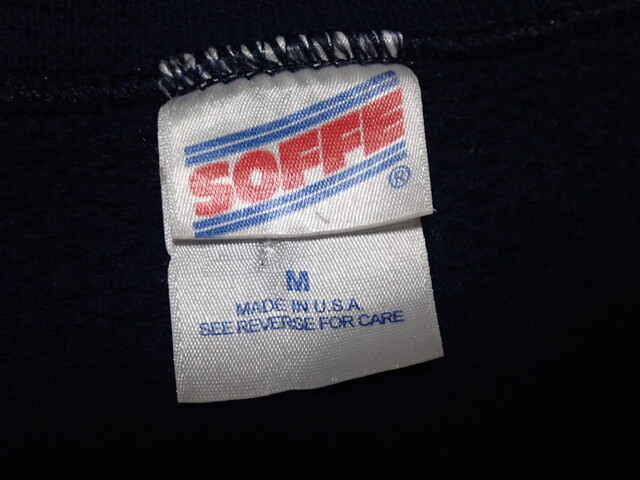 SOFFE
®
M
MADE IN U.S.A.
SEE REVERSE FOR CARE